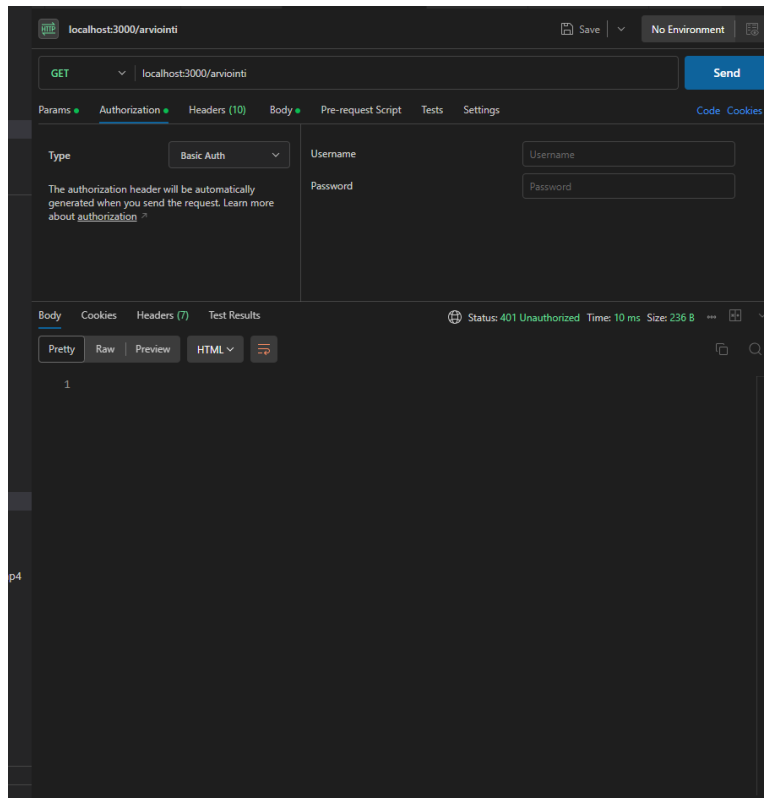 HTTP localhost:3000/arviointi Save No Environment
GET localhost:3000/arviointi Send
Params Authorization Headers (10) Body Pre-request Script Tests Settings Code Cookies
Type Basic Auth
The authorization header will be automatically
generated when you send the request. Learn more
about authorization
Username Username
Password Password
Body Cookies Headers (7) Test Results Status: 401 Unauthorized Time: 10 ms Size: 236 B
Pretty Raw Preview HTML
1
p4